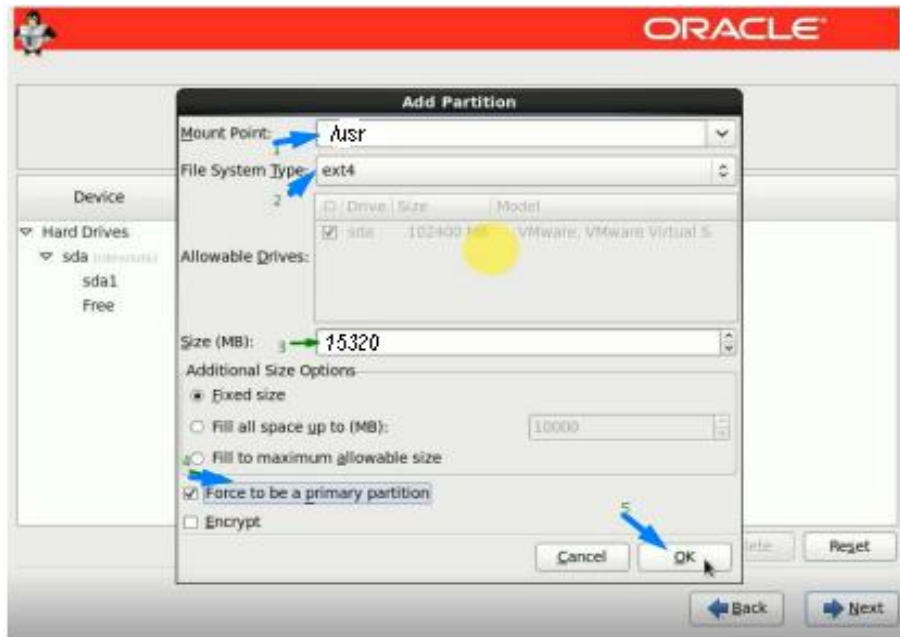 ORACLE
Add Partition
Mount Point: /usr
1
File System Type: ext4
2
Drive Size Model
sda 102400 MB VMware, VMware Virtual S
Allowable Drives:
Device
Hard Drives
sda
sda1
Free
Size (MB): 3 15320
Additional Size Options
Fixed size
Fill all space up to (MB): 10000
Fill to maximum allowable size
4
Force to be a primary partition
Encrypt
5
Cancel OK
Reset
Back Next